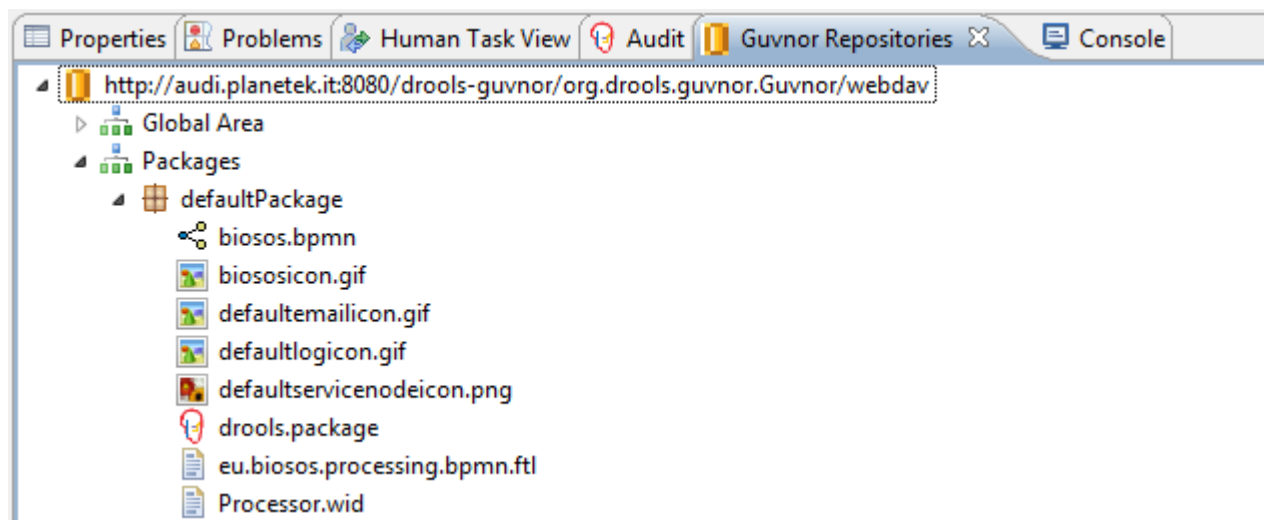 Properties Problems Human Task View Audit Guvnor Repositories Console
http://audi.planetek.it:8080/drools-guvnor/org.drools.guvnor.Guvnor/webdav
Global Area
Packages
defaultPackage
biosos.bpmn
biososicon.gif
defaultemailicon.gif
defaultlogicon.gif
defaultservicenodeicon.png
drools.package
eu.biosos.processing.bpmn.ftl
Processor.wid